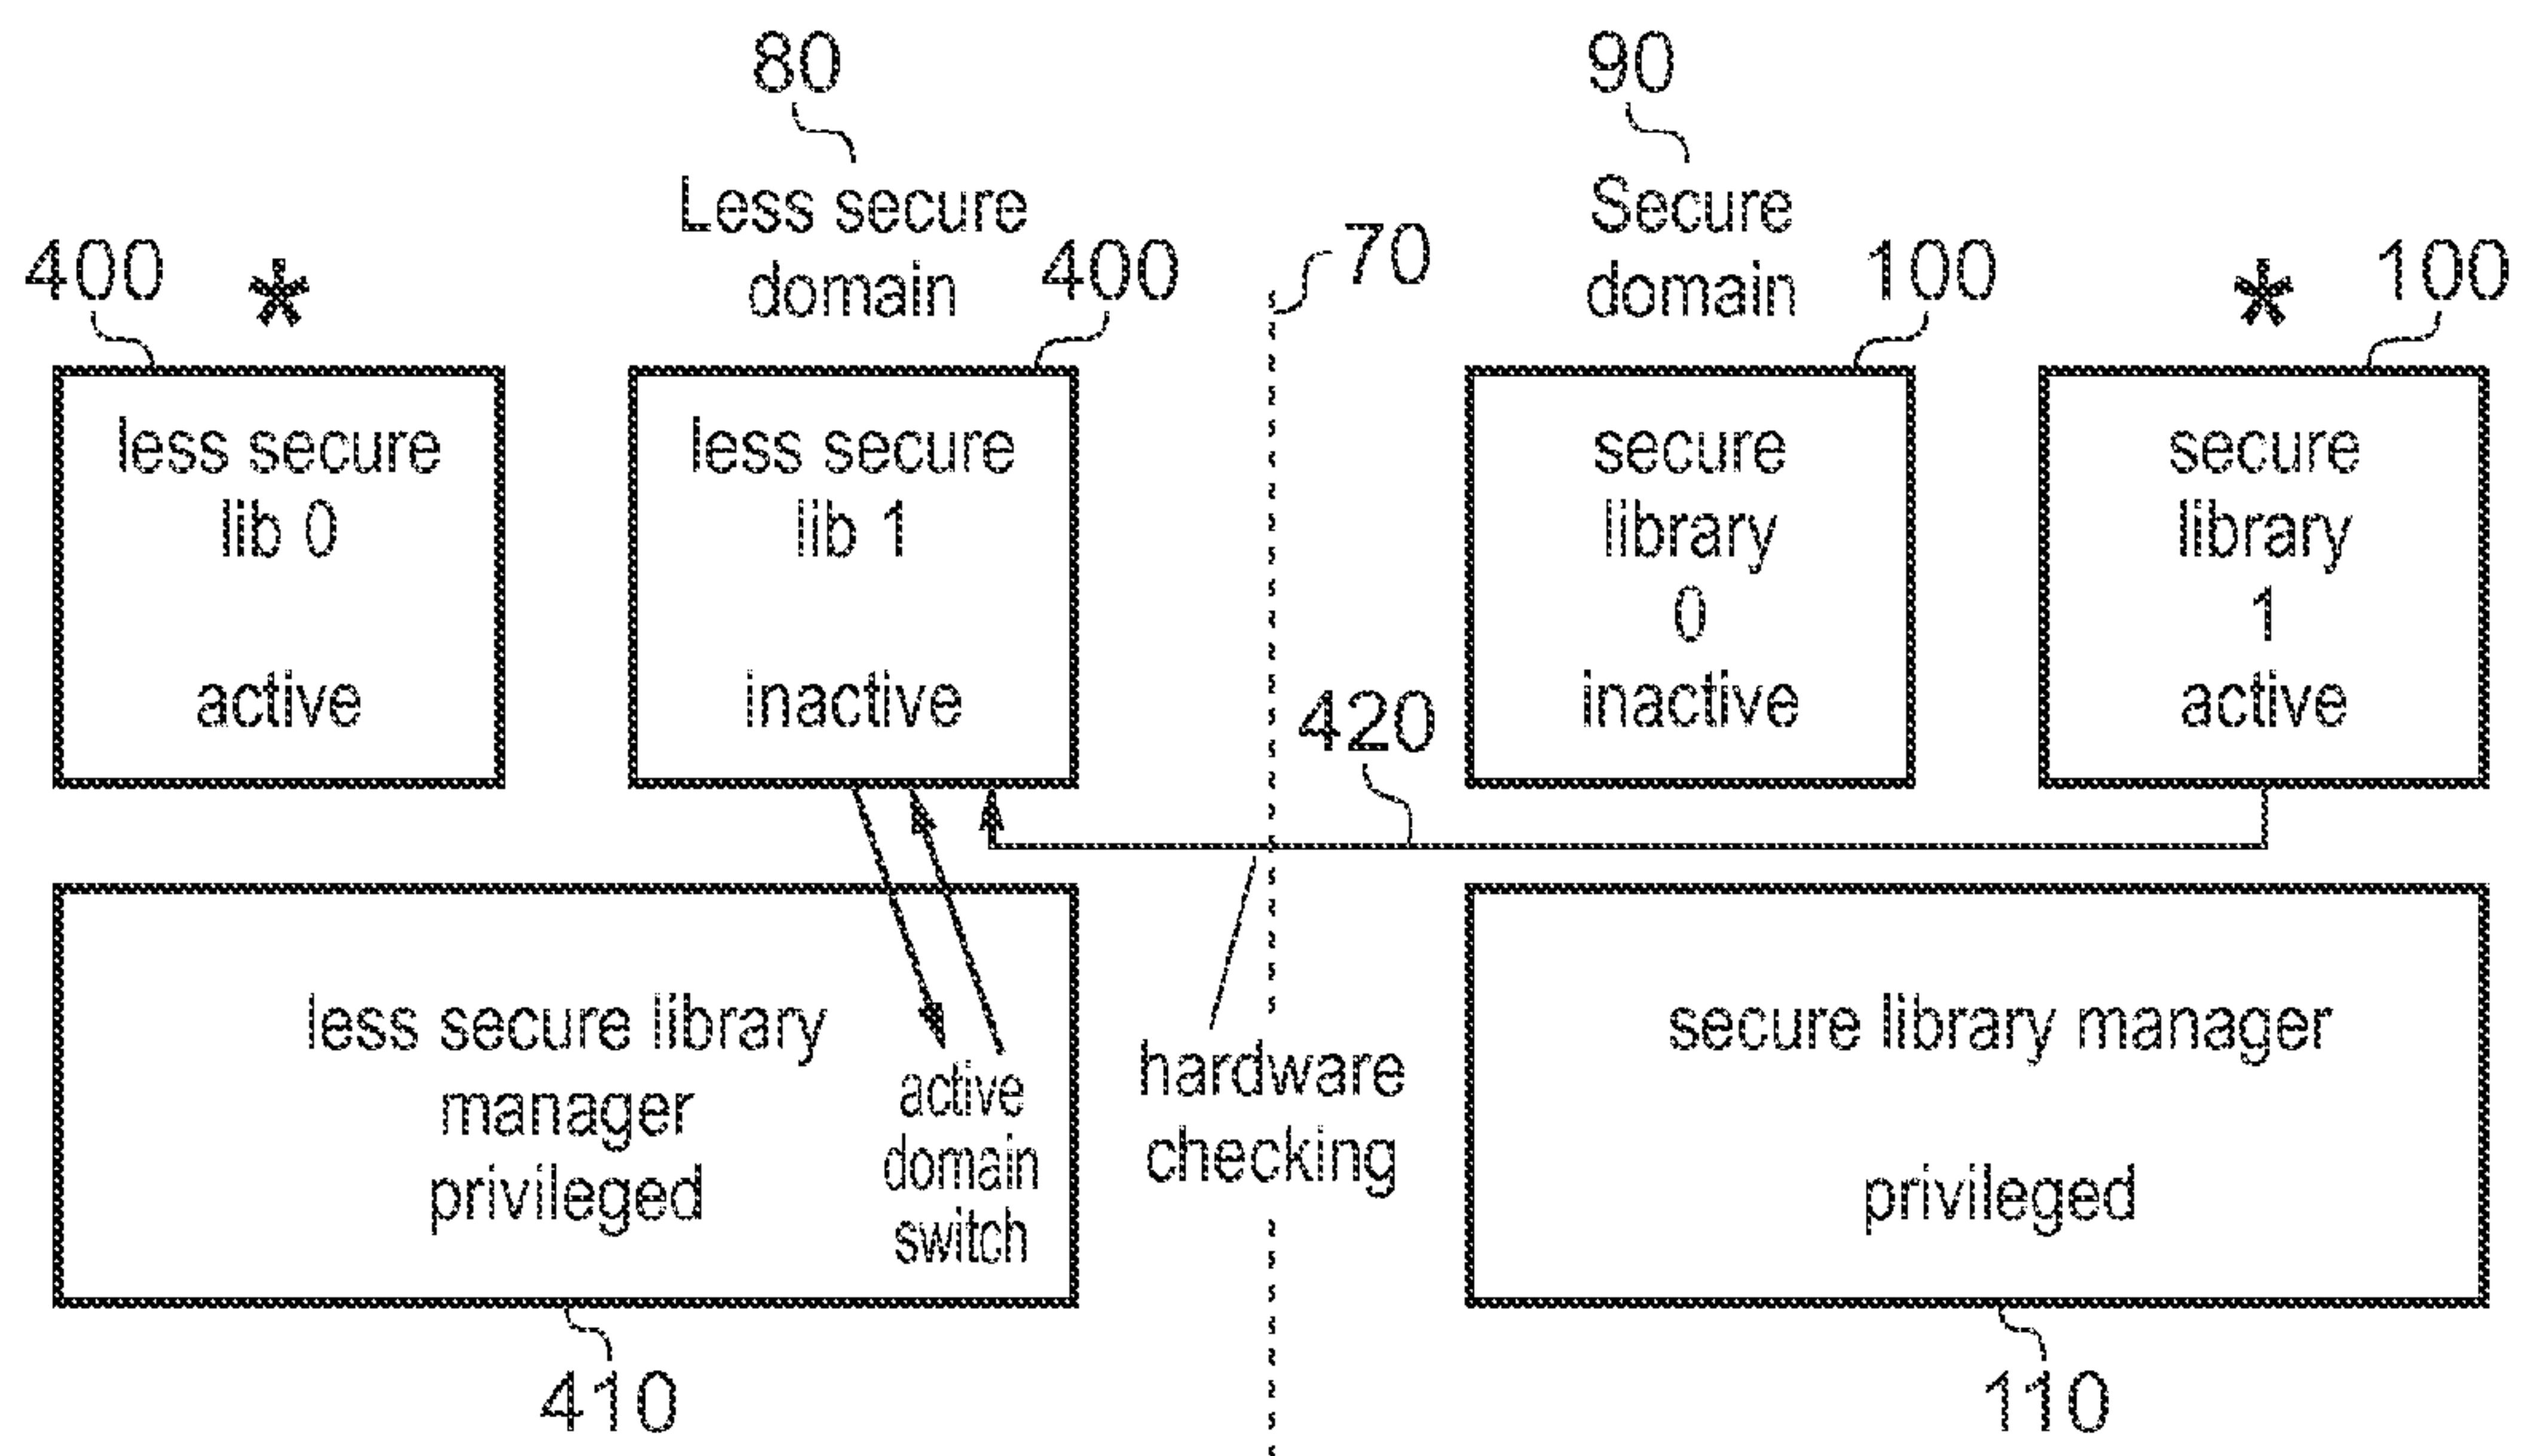 80
Less secure
domain
90
Secure
domain
70
400
*
400
100
*
100
less secure
lib 0
active
less secure
lib 1
inactive
secure
library
0
inactive
secure
library
1
active
420
less secure library
manager
privileged
active
domain
switch
hardware
checking
secure library manager
privileged
410
110